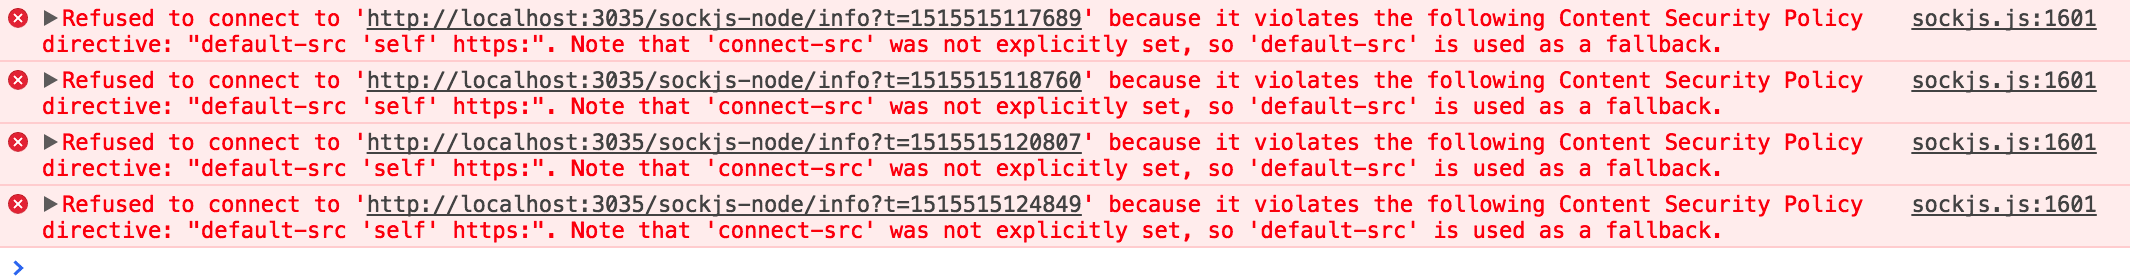 ▶Refused to connect to 'http://localhost:3035/sockjs-node/info?t=1515515117689' because it violates the following Content Security Policy sockjs.js:1601
directive: "default-src 'self' https:". Note that 'connect-src' was not explicitly set, so 'default-src' is used as a fallback.
▶Refused to connect to 'http://localhost:3035/sockjs-node/info?t=1515515118760' because it violates the following Content Security Policy sockjs.js:1601
directive: "default-src 'self' https:". Note that 'connect-src' was not explicitly set, so 'default-src' is used as a fallback.
▶Refused to connect to 'http://localhost:3035/sockjs-node/info?t=1515515120807' because it violates the following Content Security Policy sockjs.js:1601
directive: "default-src 'self' https:". Note that 'connect-src' was not explicitly set, so 'default-src' is used as a fallback.
▶Refused to connect to 'http://localhost:3035/sockjs-node/info?t=1515515124849' because it violates the following Content Security Policy sockjs.js:1601
directive: "default-src 'self' https:". Note that 'connect-src' was not explicitly set, so 'default-src' is used as a fallback.